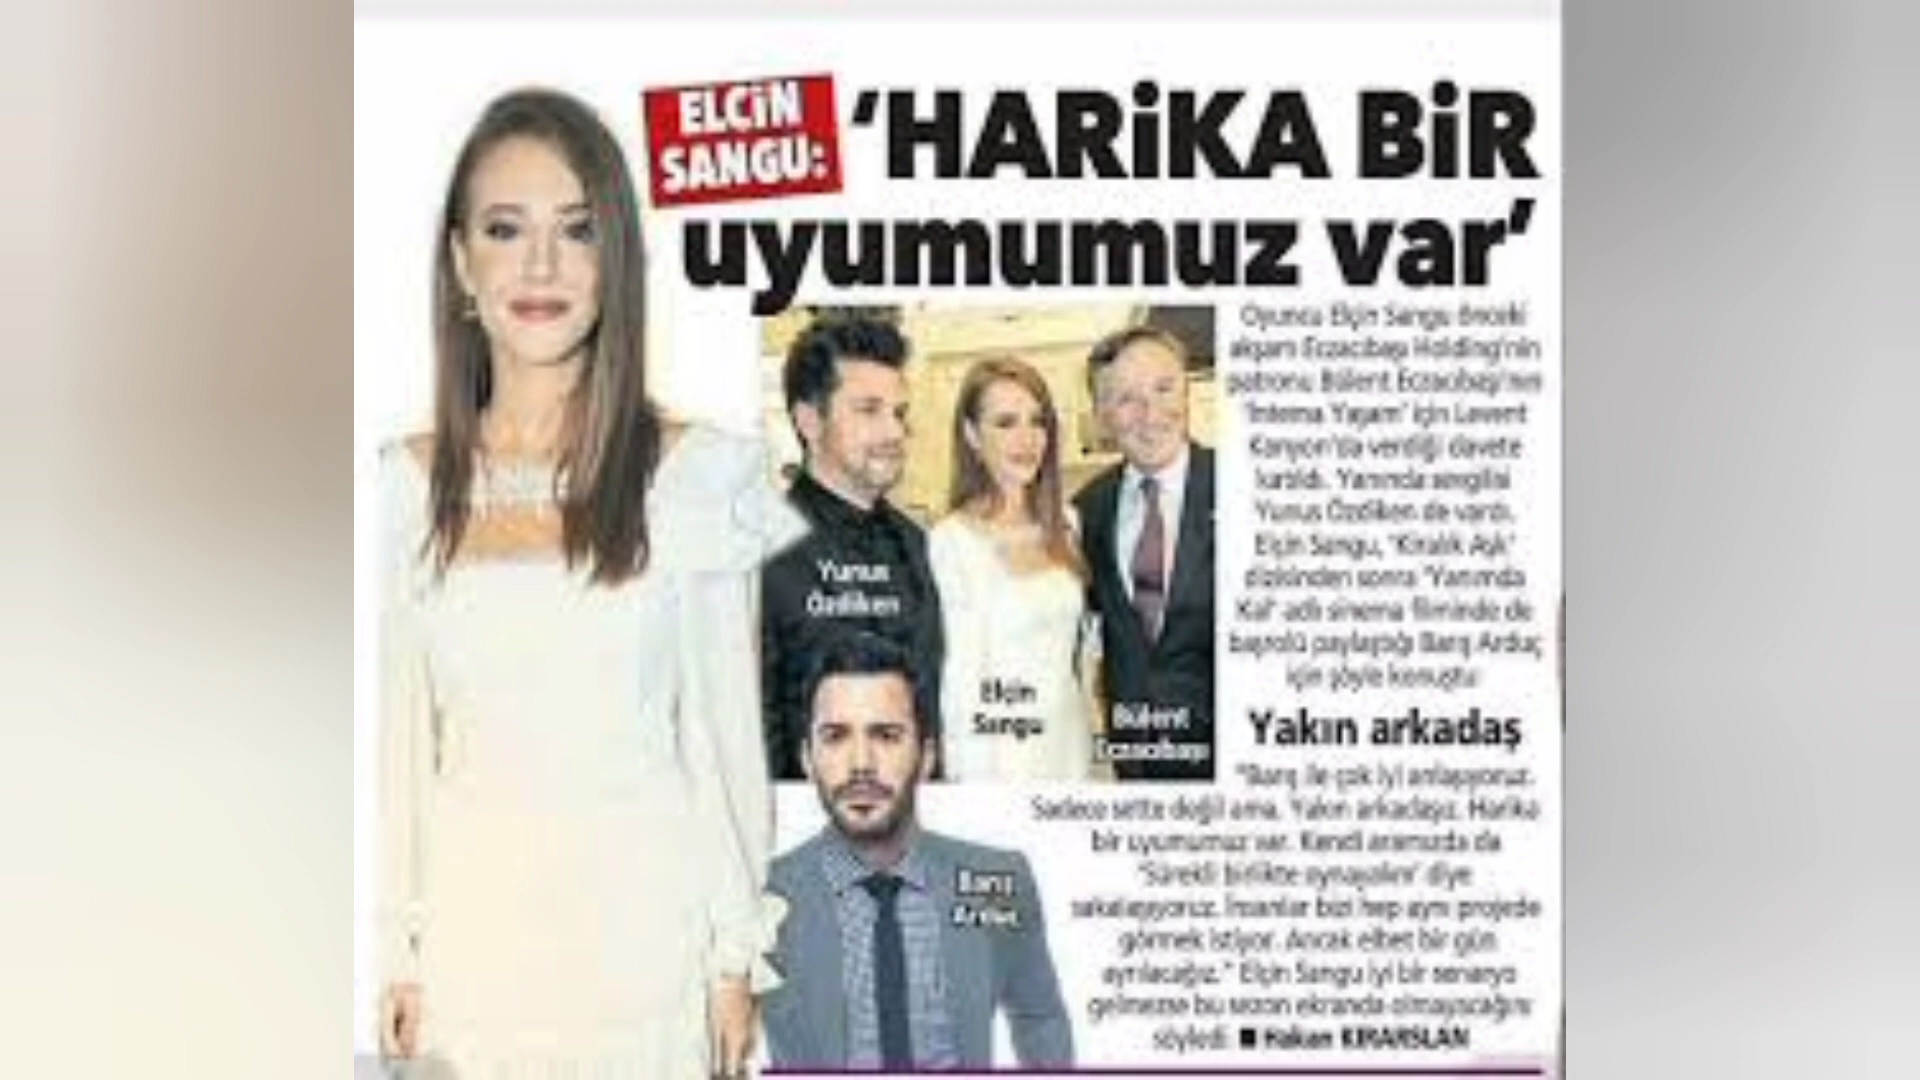 ELÇİN
SANGU:
'HARİKA BİR
uyumumuz var'
Oyuncu Elçin Sangu önceki
akşam Eczacıbaşı Holding'nin
patronu Bülent Eczacıbaşı'nın
'İntema Yaşam' için Levent
Kanyon'da verdiği davete
katıldı. Yanında sevgilisi
Yunus Özdiken de vardı.
Elçin Sangu, "Kiralık Aşk"
dizisinden sonra "Yanımda
Kal" adlı sinema filminde de
başrolü paylaştığı Barış Arduç
için şöyle konuştu:
Yunus
Özdiken
Elçin
Sangu
Bülent
Eczacıbaşı
Barış
Arduç
Yakın arkadaş
"Barış ile çok iyi anlaşıyoruz.
Sadece sette değil ama. Yakın arkadaşız. Harika
bir uyumumuz var. Kendi aramızda da
'Sürekli birlikte oynayalım' diye
şakalaşıyoruz. İnsanlar bizi hep aynı projede
görmek istiyor. Ancak elbet bir gün
ayrılacağız." Elçin Sangu iyi bir senaryo
gelmezse bu sezon ekranda olmayacağını
söyledi. ■ Hakan KIRARSLAN